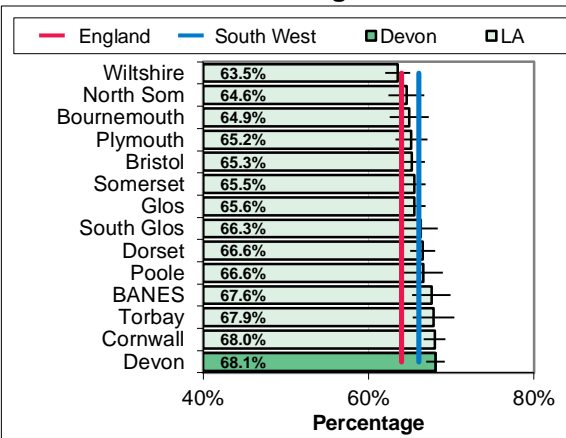 England South West Devon LA
Wiltshire 63.5%
North Som 64.6%
Bournemouth 64.9%
Plymouth 65.2%
Bristol 65.3%
Somerset 65.5%
Glos 65.6%
South Glos 66.3%
Dorset 66.6%
Poole 66.6%
BANES 67.6%
Torbay 67.9%
Cornwall 68.0%
Devon 68.1%
40% 60% 80%
Percentage